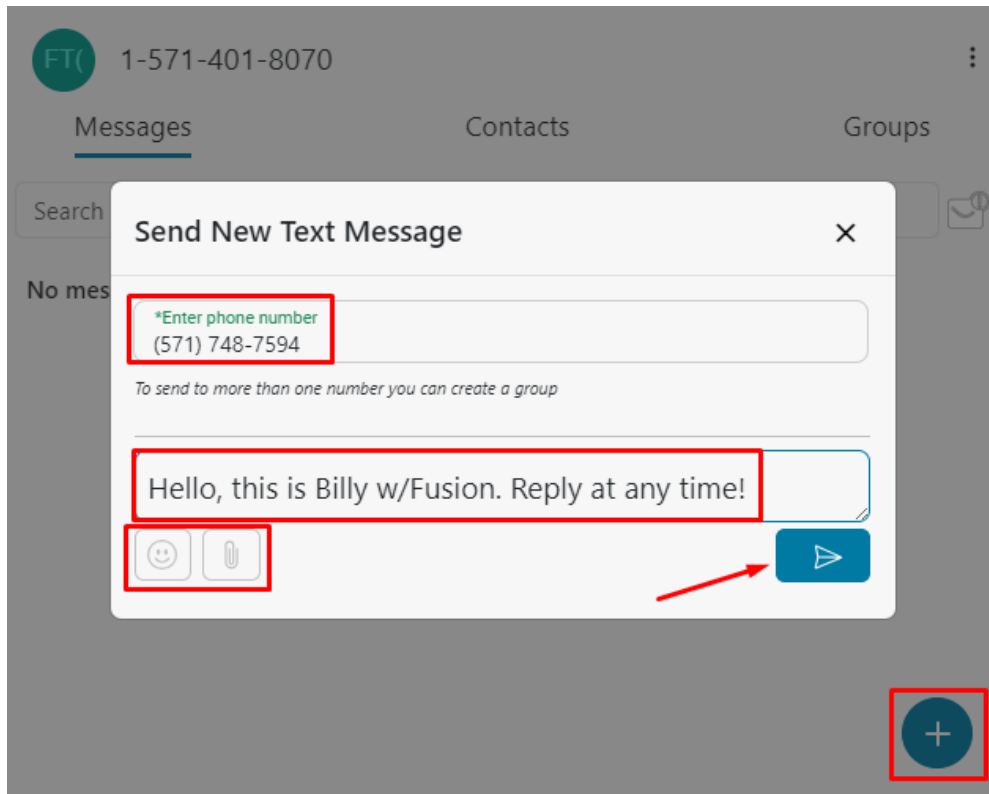 FT( 1-571-401-8070
Messages Contacts Groups
Search
Send New Text Message
No mes
*Enter phone number
(571) 748-7594
To send to more than one number you can create a group
Hello, this is Billy w/Fusion. Reply at any time!